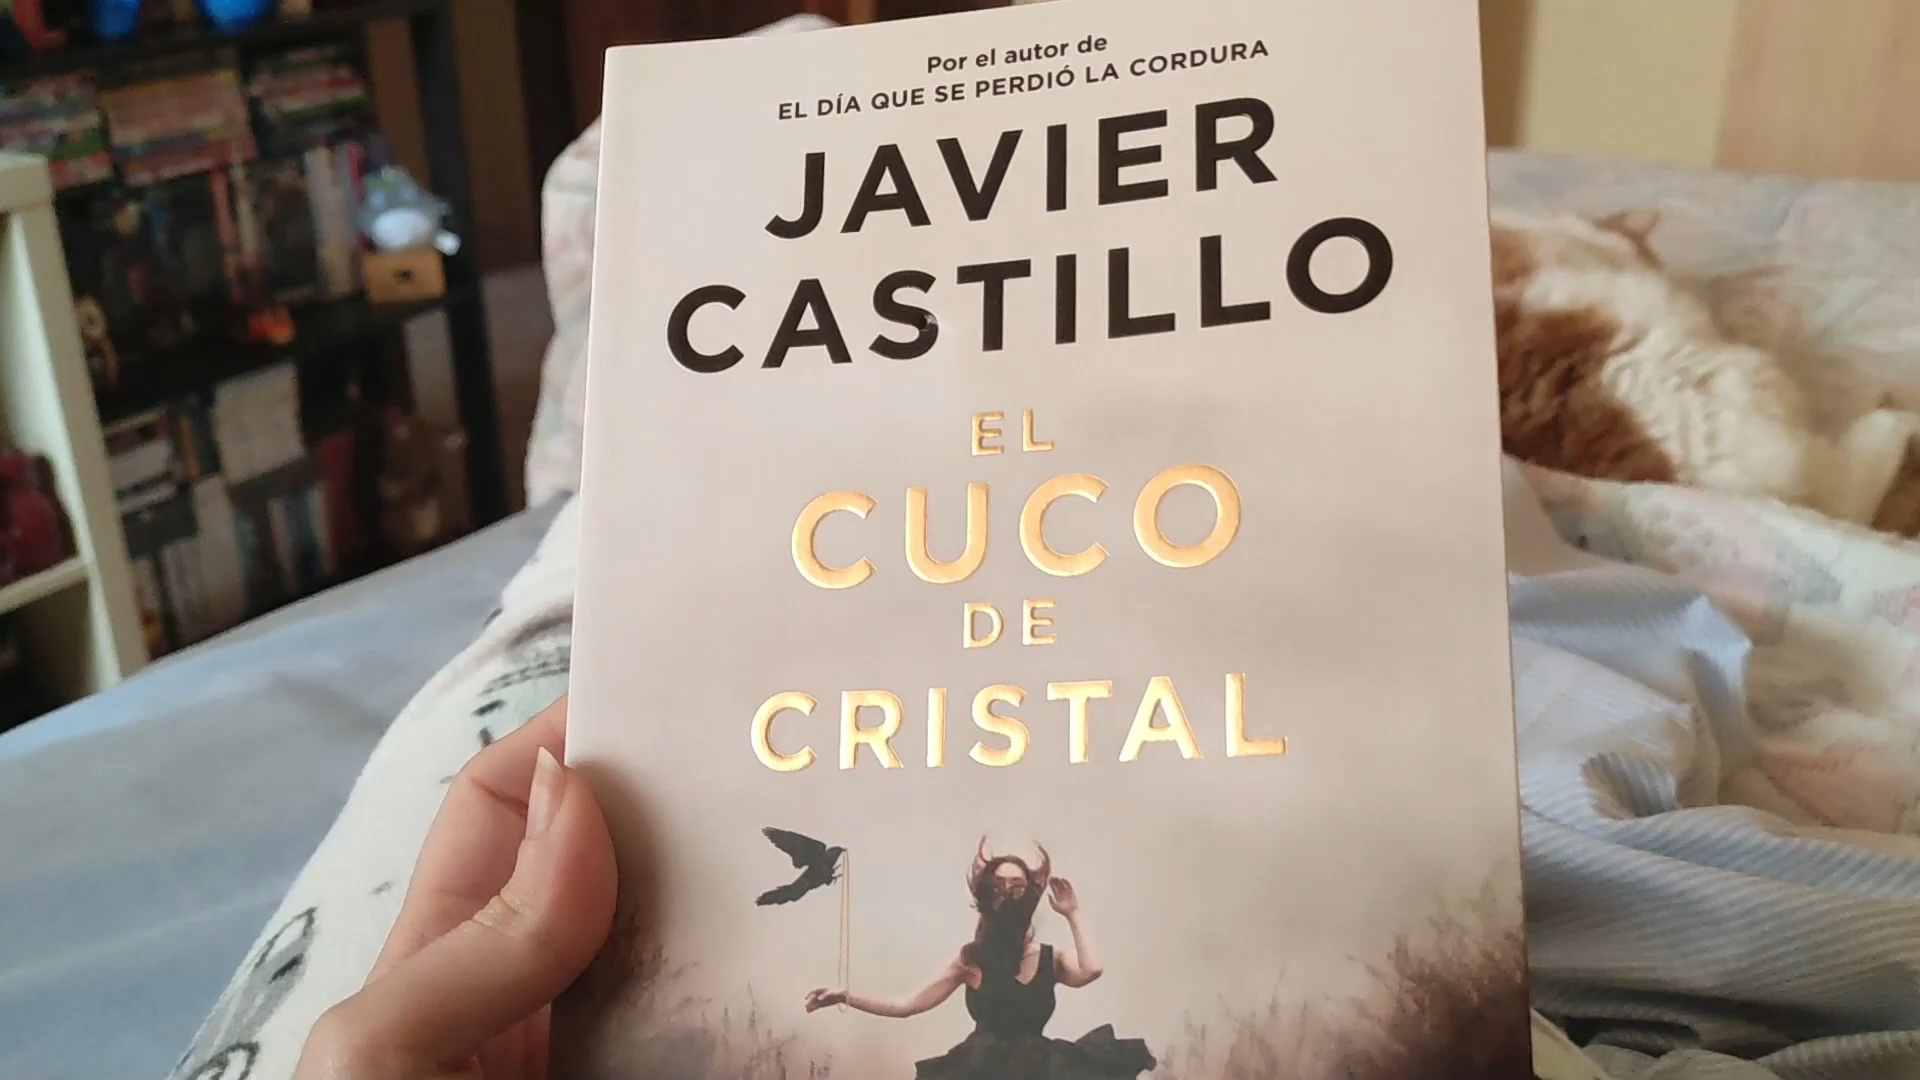 Por el autor de
EL DÍA QUE SE PERDIÓ LA CORDURA
JAVIER
CASTILLO
EL
CUCO
DE
CRISTAL